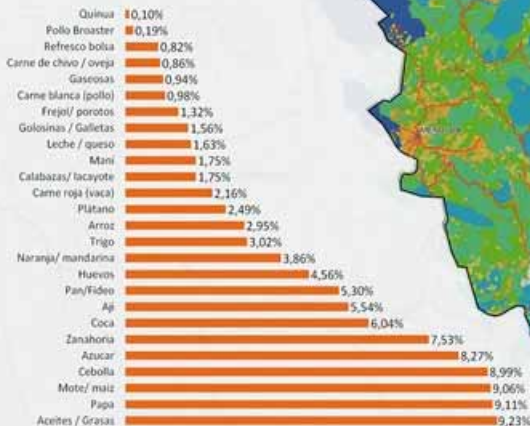 Quinua 0,10%
Pollo Broaster 0,19%
Refresco bolsa 0,82%
Carne de chivo / oveja 0,86%
Gaseosas 0,94%
Carne blanca (pollo) 0,98%
Frejol/ porotos 1,32%
Golosinas / Galletas 1,56%
Leche / queso 1,63%
Maní 1,75%
Calabazas/ lacayote 1,75%
Carne roja (vaca) 2,16%
Plátano 2,49%
Arroz 2,95%
Trigo 3,02%
Naranja/ mandarina 3,86%
Huevos 4,56%
Pan/Fideo 5,30%
Ají 5,54%
Coca 6,04%
Zanahoria 7,53%
Azucar 8,27%
Cebolla 8,99%
Mote/ maíz 9,06%
Papa 9,11%
Aceites / Grasas 9,23%